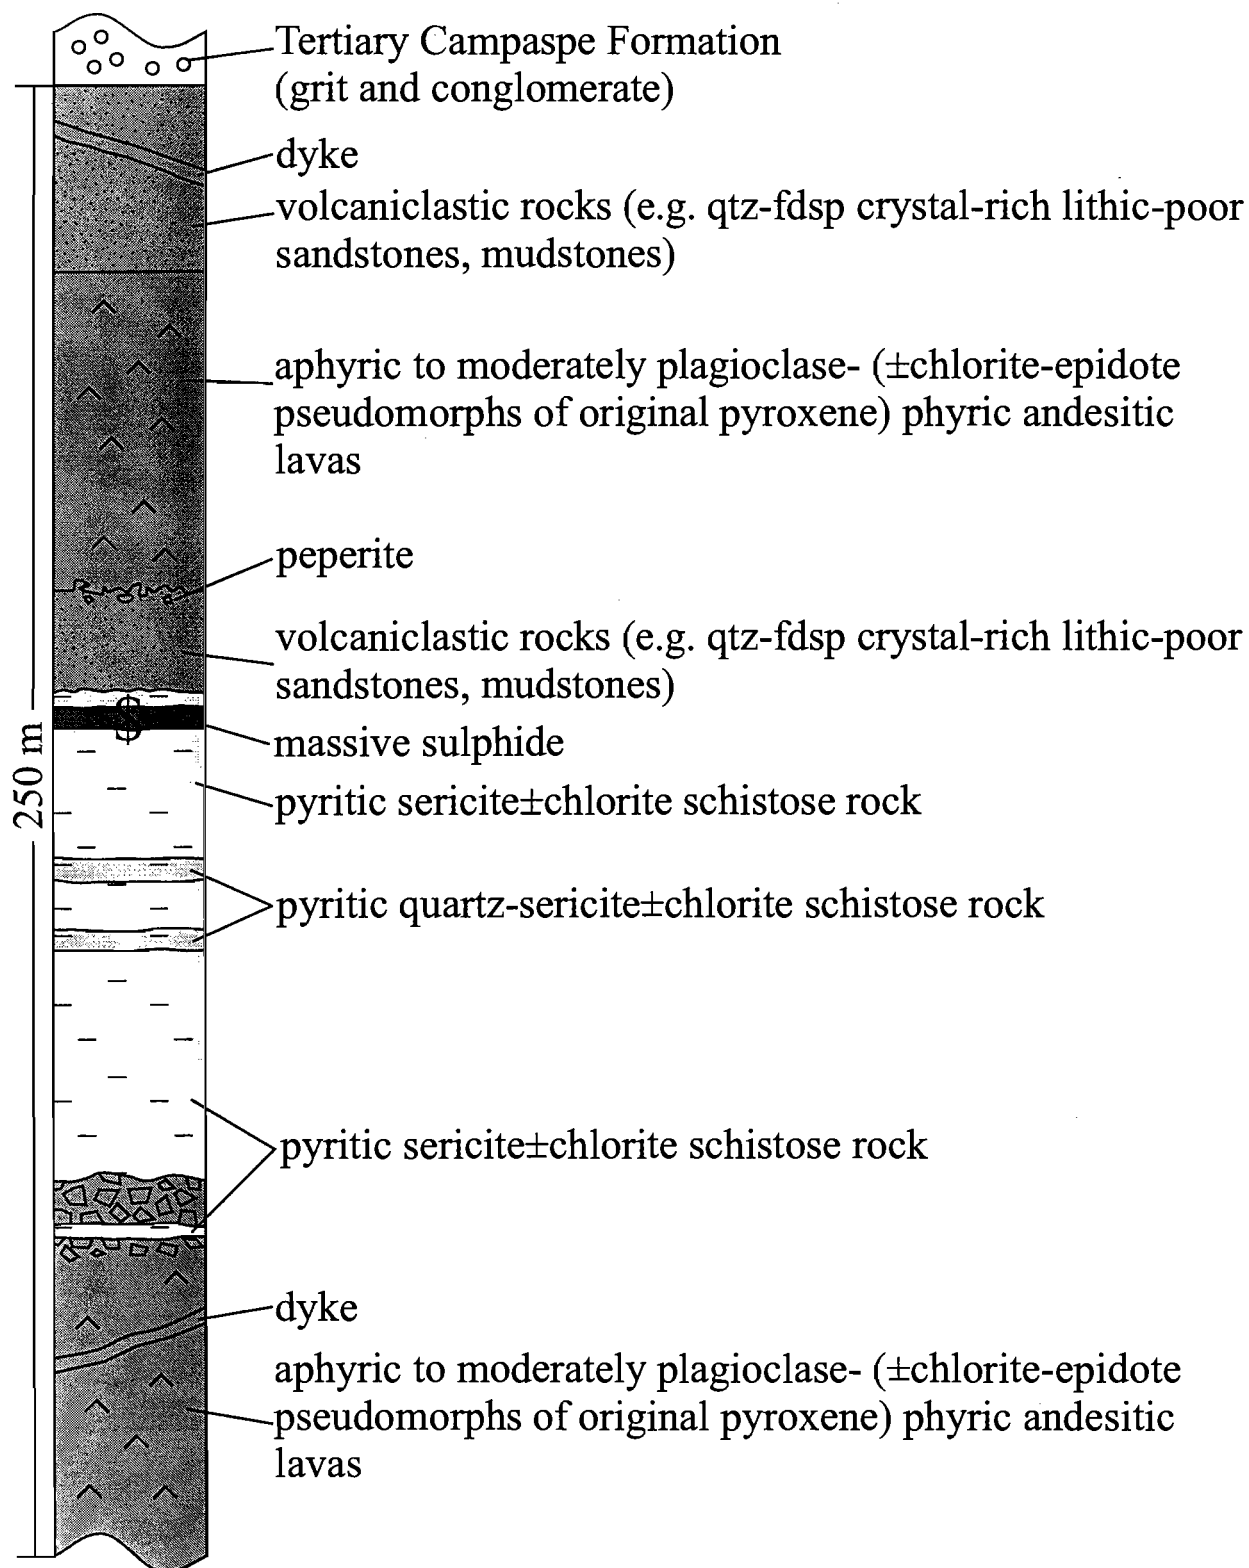 Tertiary Campaspe Formation
(grit and conglomerate)
dyke
volcaniclastic rocks (e.g. qtz-fdsp crystal-rich lithic-poor
sandstones, mudstones)
aphyric to moderately plagioclase- (±chlorite-epidote
pseudomorphs of original pyroxene) phyric andesitic
lavas
peperite
volcaniclastic rocks (e.g. qtz-fdsp crystal-rich lithic-poor
sandstones, mudstones)
$
massive sulphide
250 m
pyritic sericite±chlorite schistose rock
pyritic quartz-sericite±chlorite schistose rock
pyritic sericite±chlorite schistose rock
dyke
aphyric to moderately plagioclase- (±chlorite-epidote
pseudomorphs of original pyroxene) phyric andesitic
lavas